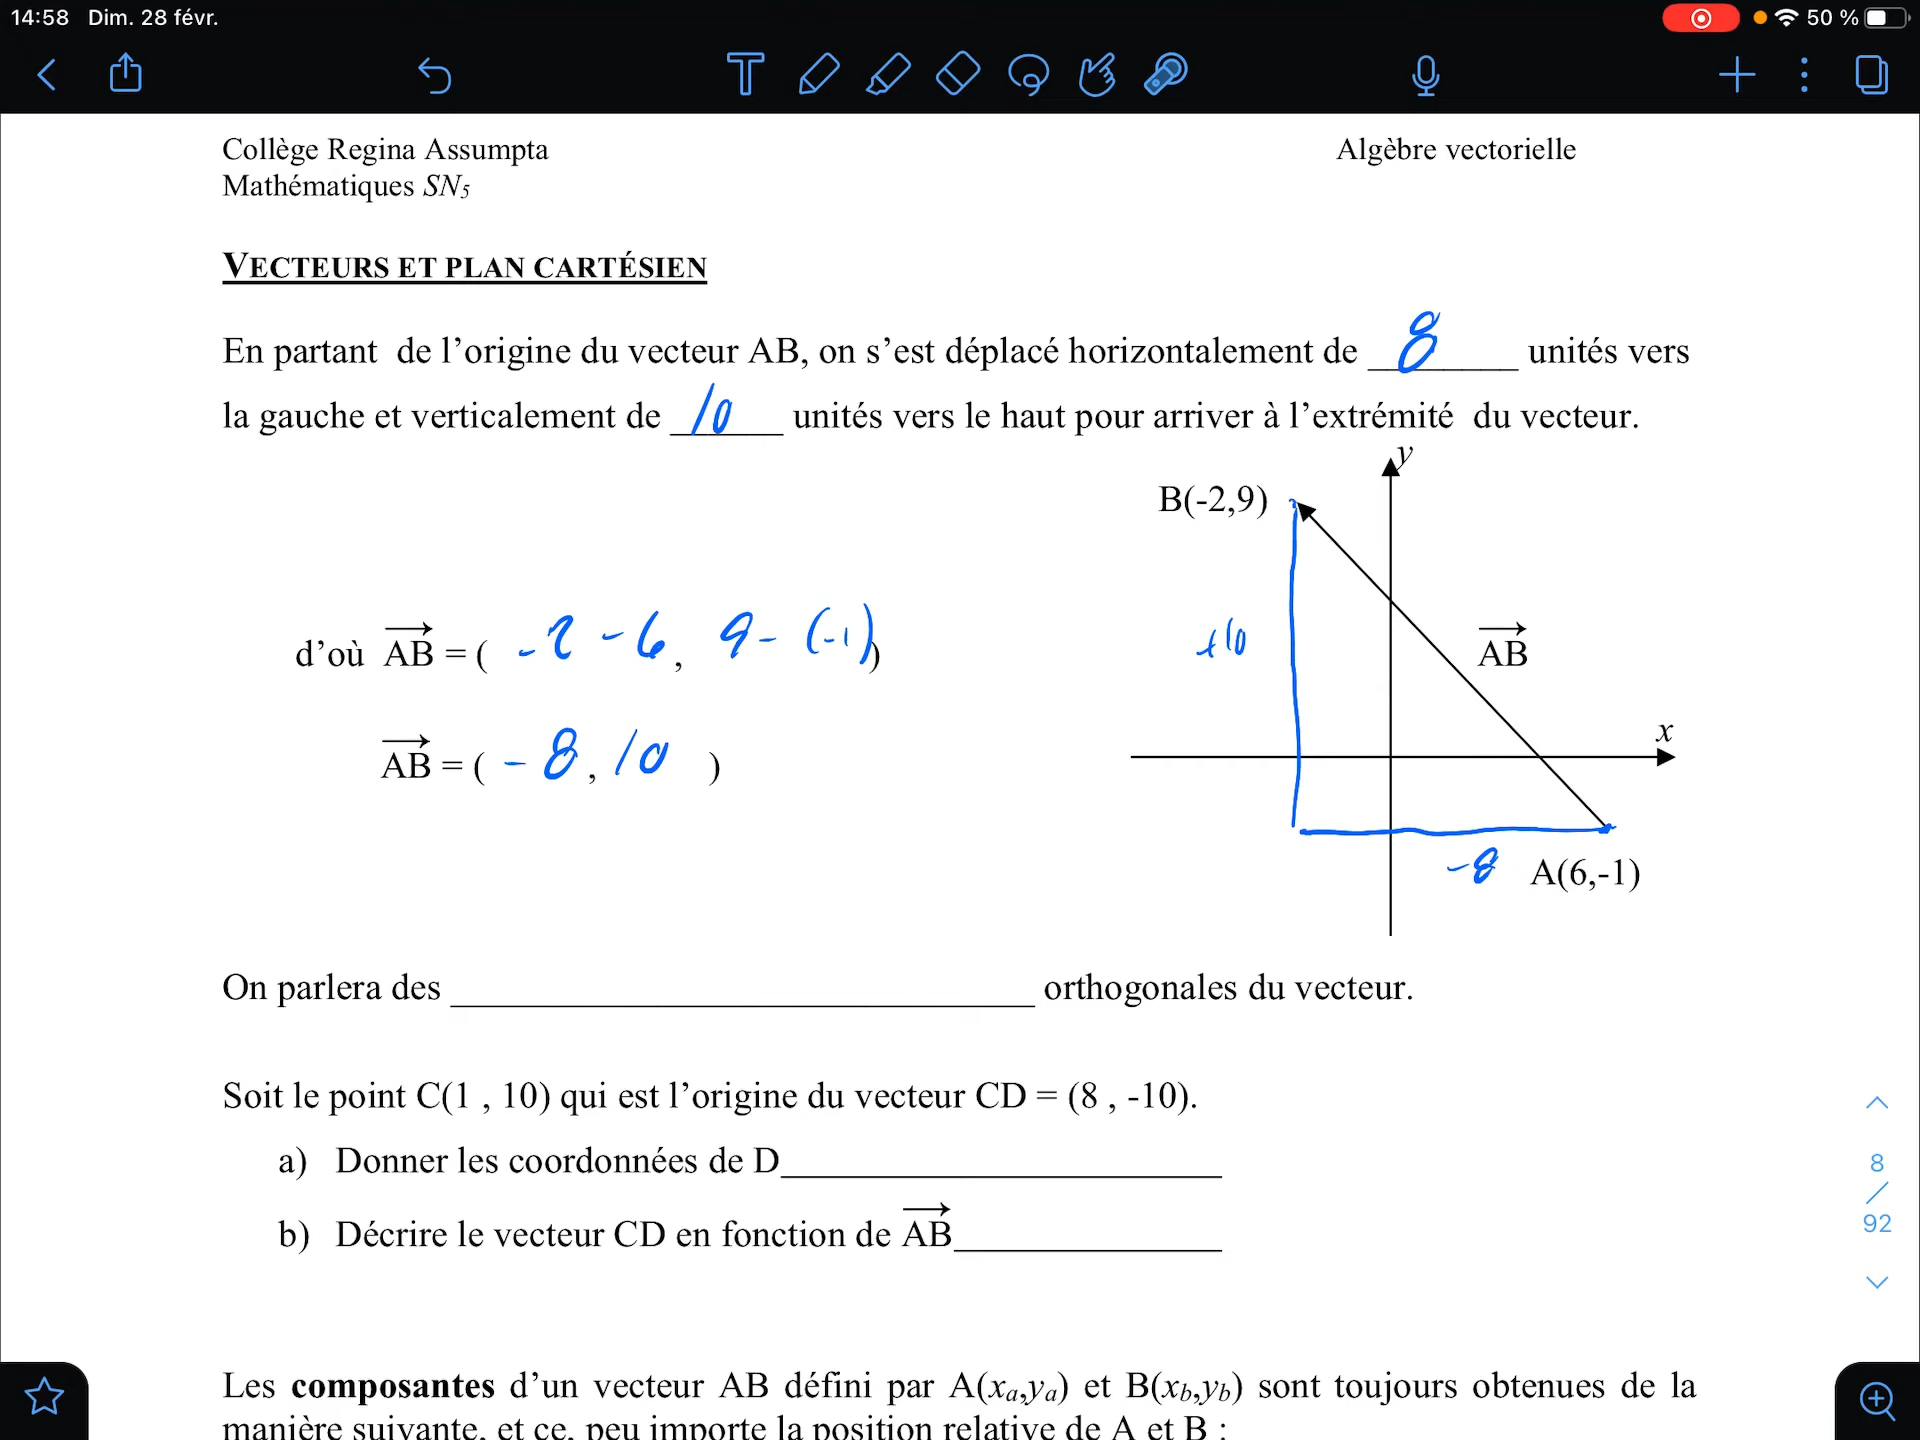 14:58 Dim. 28 févr. 50 %
Collège Regina Assumpta Algèbre vectorielle
Mathématiques SN5
VECTEURS ET PLAN CARTÉSIEN
En partant de l'origine du vecteur AB, on s'est déplacé horizontalement de 8 unités vers
la gauche et verticalement de 10 unités vers le haut pour arriver à l'extrémité du vecteur.
y
B(-2,9)
d'où AB = ( -2 -6, 9- (-1) )
+10
AB
x
AB = ( -8, 10 )
-8 A(6,-1)
On parlera des ______ orthogonales du vecteur.
Soit le point C(1 , 10) qui est l'origine du vecteur CD = (8 , -10).
a) Donner les coordonnées de D______
b) Décrire le vecteur CD en fonction de AB______
8
/
92
Les composantes d'un vecteur AB défini par A(xa,ya) et B(xb,yb) sont toujours obtenues de la
manière suivante, et ce, peu importe la position relative de A et B :